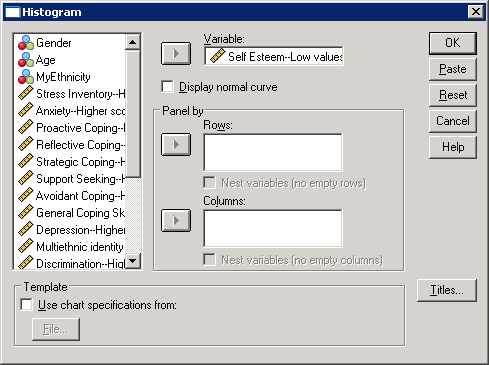 Histogram
Gender
Age
MyEthnicity
Stress Inventory--H
Anxiety--Higher sco
Proactive Coping--
Reflective Coping--
Strategic Coping--H
Support Seeking--H
Avoidant Coping--H
General Coping Sk
Depression--Higher
Multiethnic identity
Discrimination--Higl
Variable:
Self Esteem--Low values
Display normal curve
Panel by
Rows:
Nest variables (no empty rows)
Columns:
Nest variables (no empty columns)
OK
Paste
Reset
Cancel
Help
Titles...
Template
Use chart specifications from:
File...